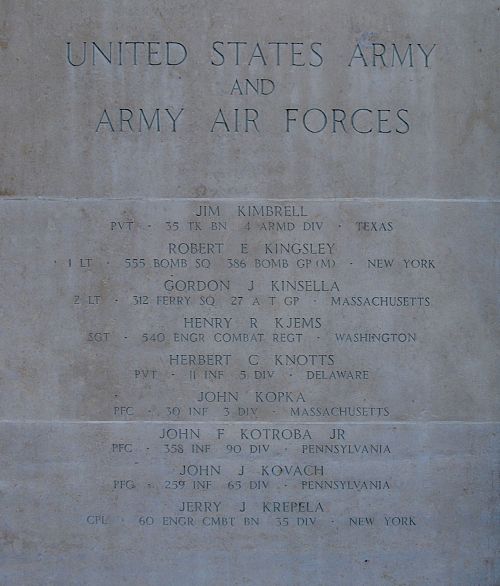 UNITED STATES ARMY
AND
ARMY AIR FORCES
JIM KIMBRELL
PVT · 35 TK BN 4 ARMD DIV · TEXAS
ROBERT E KINGSLEY
1 LT · 555 BOMB SQ 386 BOMB GP (M) · NEW YORK
GORDON J KINSELLA
2 LT · 312 FERRY SQ 27 A T GP · MASSACHUSETTS
HENRY R KJEMS
SGT · 540 ENGR COMBAT REGT · WASHINGTON
HERBERT C KNOTTS
PVT · 11 INF 5 DIV · DELAWARE
JOHN KOPKA
PFC · 30 INF 3 DIV · MASSACHUSETTS
JOHN F KOTROBA JR
PFC · 358 INF 90 DIV · PENNSYLVANIA
JOHN J KOVACH
PFC · 259 INF 65 DIV · PENNSYLVANIA
JERRY J KREPELA
CPL · 60 ENGR CMBT BN 35 DIV · NEW YORK